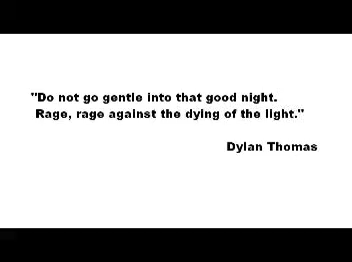 "Do not go gentle into that good night.
Rage, rage against the dying of the light."
Dylan Thomas